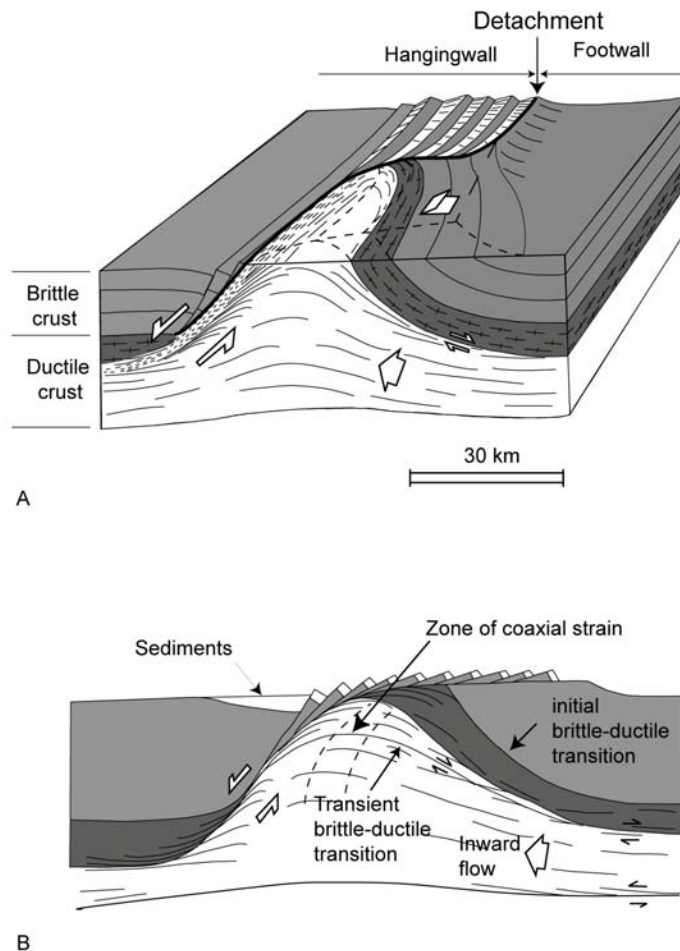 Detachment
Hangingwall
Footwall
Brittle
crust
Ductile
crust
30 km
A
Zone of coaxial strain
Sediments
initial
brittle-ductile
transition
Transient
brittle-ductile
transition
Inward
flow
B